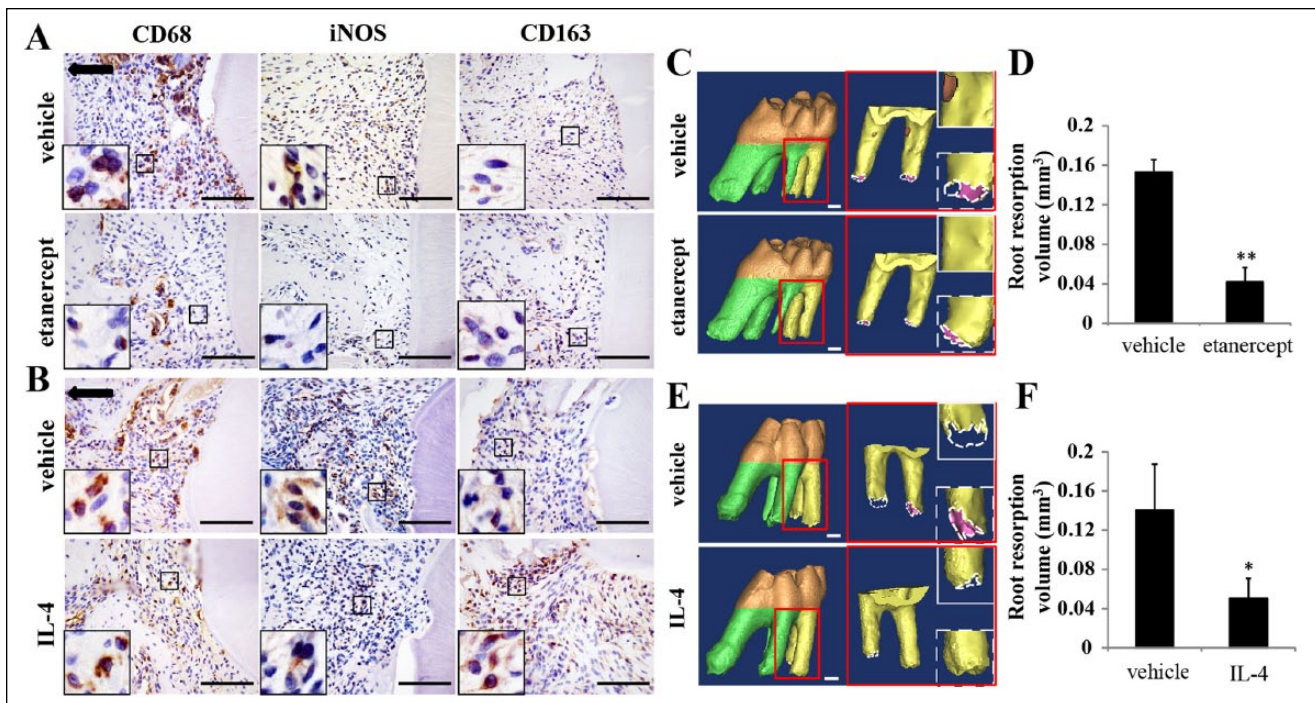 A
CD68
iNOS
CD163
vehicle
etanercept
B
vehicle
IL-4
C
vehicle
etanercept
D
Root resorption
volume (mm³)
0.2
0.16
0.12
0.08
0.04
0
**
vehicle
etanercept
E
vehicle
IL-4
F
Root resorption
volume (mm³)
0.2
0.16
0.12
0.08
0.04
0
*
vehicle
IL-4